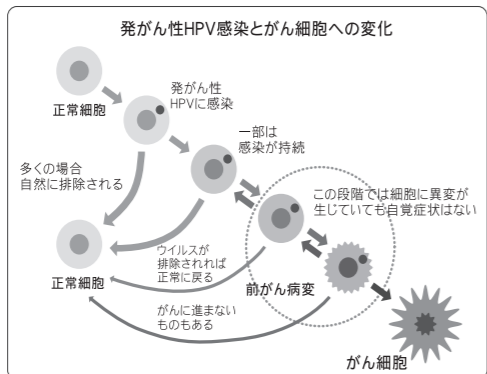 発がん性HPV感染とがん細胞への変化
正常細胞
発がん性
HPVに感染
一部は
感染が持続
多くの場合
自然に排除される
この段階では細胞に異変が
生じていても自覚症状はない
正常細胞
ウイルスが
排除されれば
正常に戻る
前がん病変
がんに進まない
ものもある
がん細胞